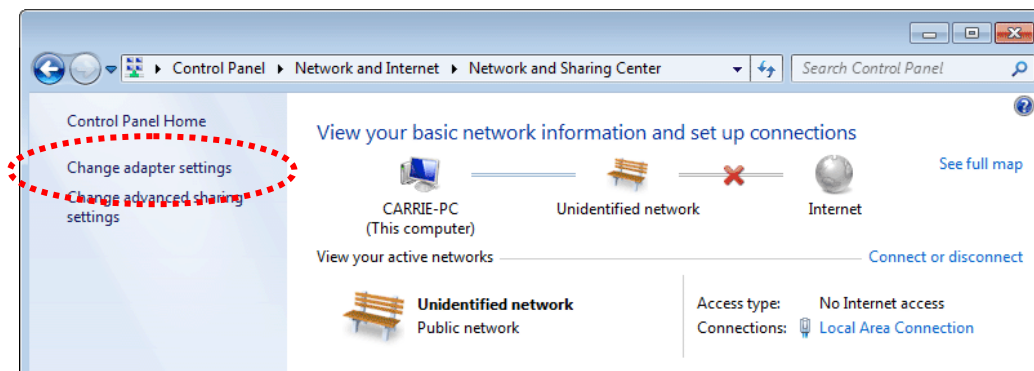 Control Panel Network and Internet Network and Sharing Center
Search Control Panel
Control Panel Home
Change adapter settings
Change advanced sharing
settings
View your basic network information and set up connections
See full map
CARRIE-PC
(This computer)
Unidentified network
Internet
View your active networks
Connect or disconnect
Unidentified network
Public network
Access type: No Internet access
Connections: Local Area Connection